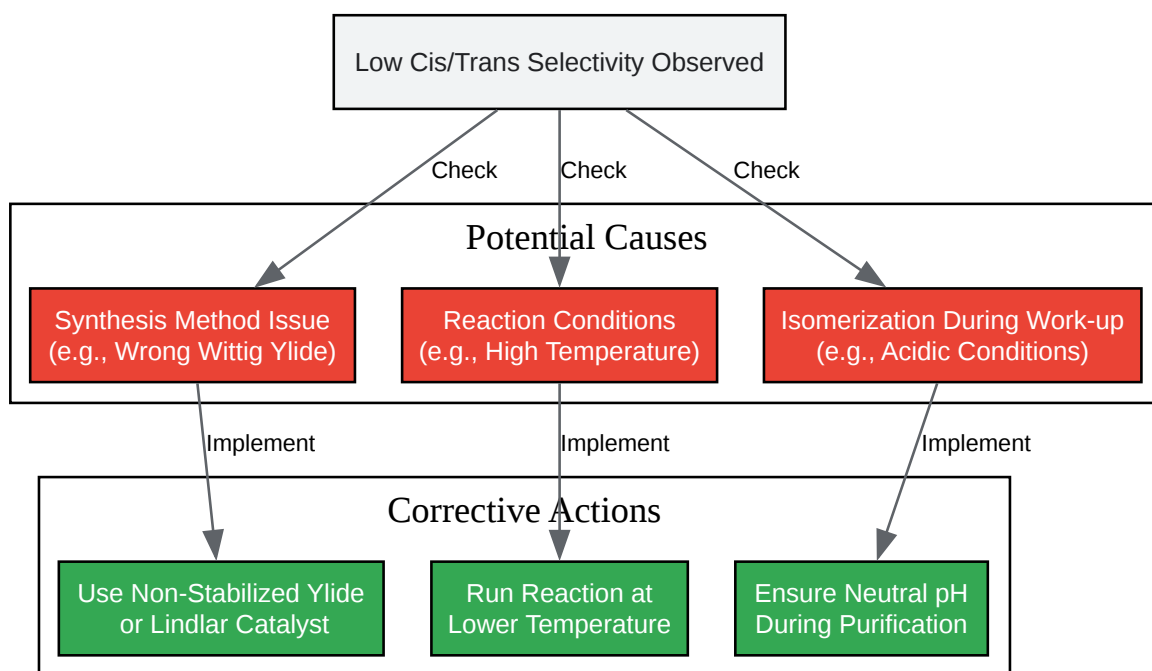 Low Cis/Trans Selectivity Observed
Check
Check
Check
Potential Causes
Synthesis Method Issue
(e.g., Wrong Wittig Ylide)
Reaction Conditions
(e.g., High Temperature)
Isomerization During Work-up
(e.g., Acidic Conditions)
Implement
Implement
Implement
Corrective Actions
Use Non-Stabilized Ylide
or Lindlar Catalyst
Run Reaction at
Lower Temperature
Ensure Neutral pH
During Purification